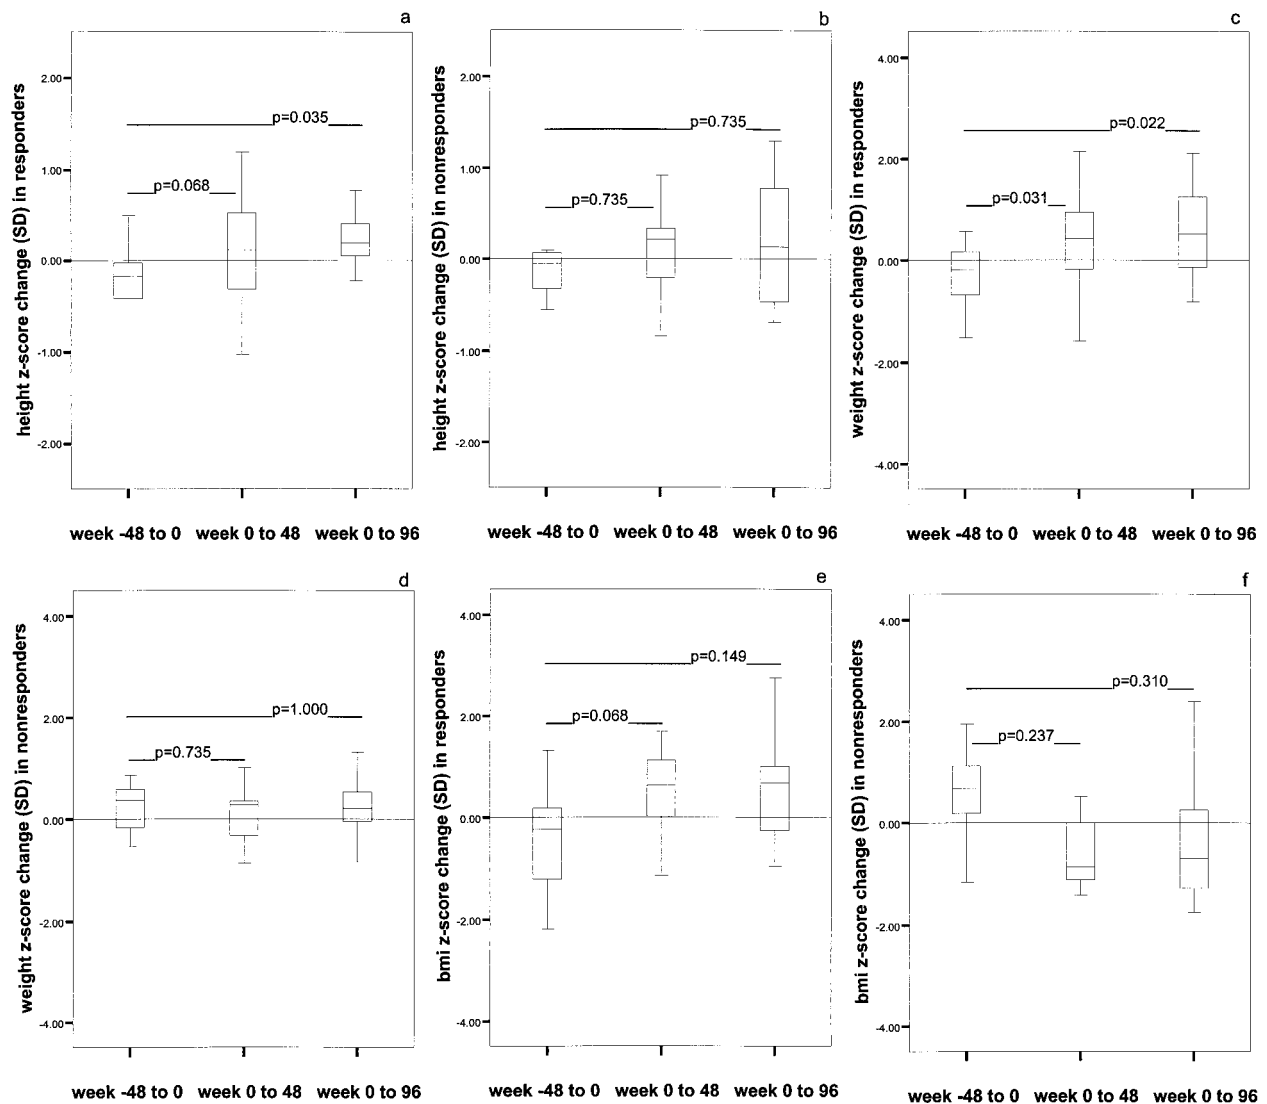 a
height z-score change (SD) in responders
2.00
1.00
0.00
-1.00
-2.00
p=0.035
p=0.068
week -48 to 0 week 0 to 48 week 0 to 96
b
height z-score change (SD) in nonresponders
2.00
1.00
0.00
-1.00
-2.00
p=0.735
p=0.735
week -48 to 0 week 0 to 48 week 0 to 96
c
weight z-score change (SD) in responders
4.00
2.00
0.00
-2.00
-4.00
p=0.022
p=0.031
week -48 to 0 week 0 to 48 week 0 to 96
d
weight z-score change (SD) in nonresponders
4.00
2.00
0.00
-2.00
-4.00
p=1.000
p=0.735
week -48 to 0 week 0 to 48 week 0 to 96
e
bmi z-score change (SD) in responders
4.00
2.00
0.00
-2.00
-4.00
p=0.149
p=0.068
week -48 to 0 week 0 to 48 week 0 to 96
f
bmi z-score change (SD) in nonresponders
4.00
2.00
0.00
-2.00
-4.00
p=0.310
p=0.237
week -48 to 0 week 0 to 48 week 0 to 96